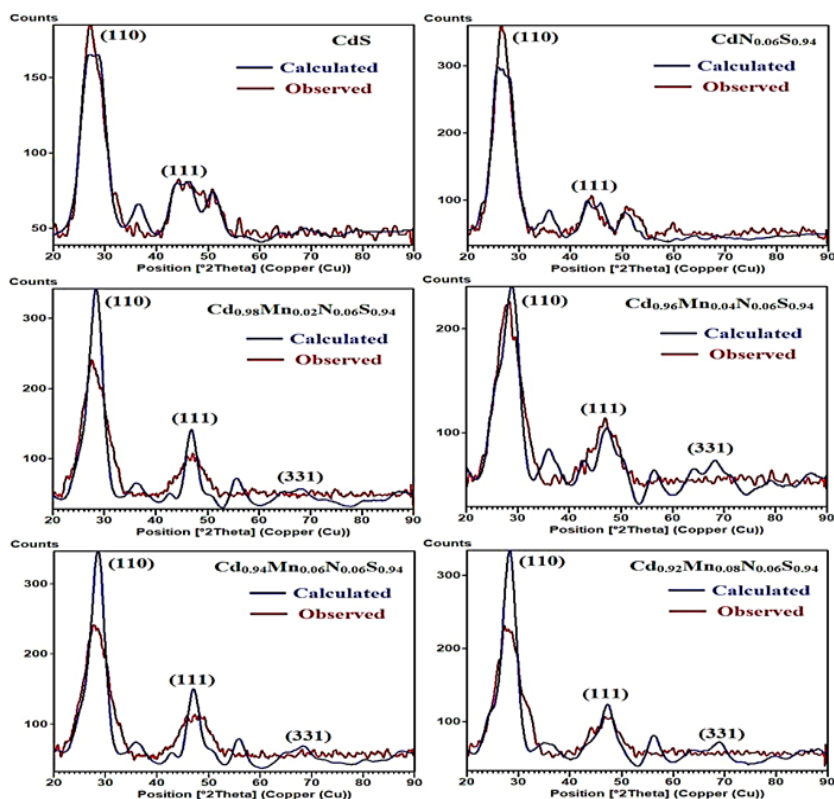 Counts
(110)
CdS
Calculated
Observed
150
100
50
(111)
20 30 40 50 60 70 80 90
Position [°2Theta] (Copper (Cu))
Counts
(110)
CdN0.06S0.94
Calculated
Observed
300
200
100
(111)
20 30 40 50 60 70 80 90
Position [°2Theta] (Copper (Cu))
Counts
(110)
Cd0.98Mn0.02N0.06S0.94
Calculated
Observed
300
200
100
(111)
(331)
20 30 40 50 60 70 80 90
Position [°2Theta] (Copper (Cu))
Counts
(110)
Cd0.96Mn0.04N0.06S0.94
Calculated
Observed
200
100
(111)
(331)
20 30 40 50 60 70 80 90
Position [°2Theta] (Copper (Cu))
Counts
(110)
Cd0.94Mn0.06N0.06S0.94
Calculated
Observed
300
200
100
(111)
(331)
20 30 40 50 60 70 80 90
Position [°2Theta] (Copper (Cu))
Counts
(110)
Cd0.92Mn0.08N0.06S0.94
Calculated
Observed
300
200
100
(111)
(331)
20 30 40 50 60 70 80 90
Position [°2Theta] (Copper (Cu))